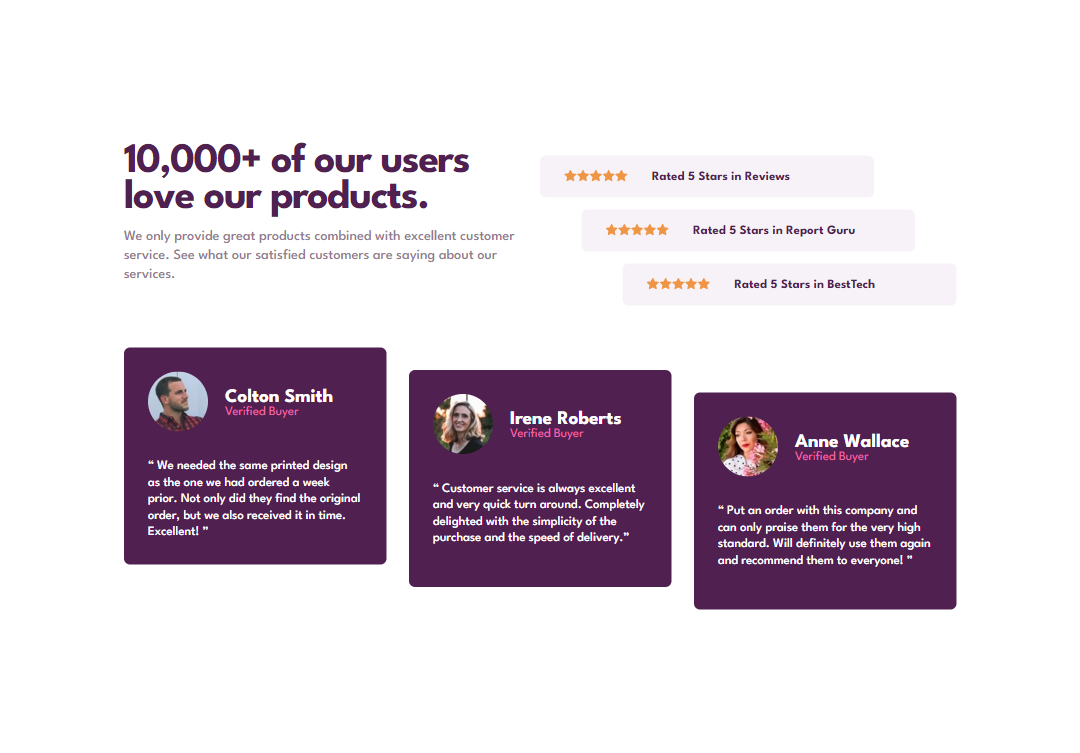 10,000+ of our users
love our products.
We only provide great products combined with excellent customer
service. See what our satisfied customers are saying about our
services.
Rated 5 Stars in Reviews
Rated 5 Stars in Report Guru
Rated 5 Stars in BestTech
Colton Smith
Verified Buyer
“ We needed the same printed design
as the one we had ordered a week
prior. Not only did they find the original
order, but we also received it in time.
Excellent! ”
Irene Roberts
Verified Buyer
“ Customer service is always excellent
and very quick turn around. Completely
delighted with the simplicity of the
purchase and the speed of delivery.”
Anne Wallace
Verified Buyer
“ Put an order with this company and
can only praise them for the very high
standard. Will definitely use them again
and recommend them to everyone! ”